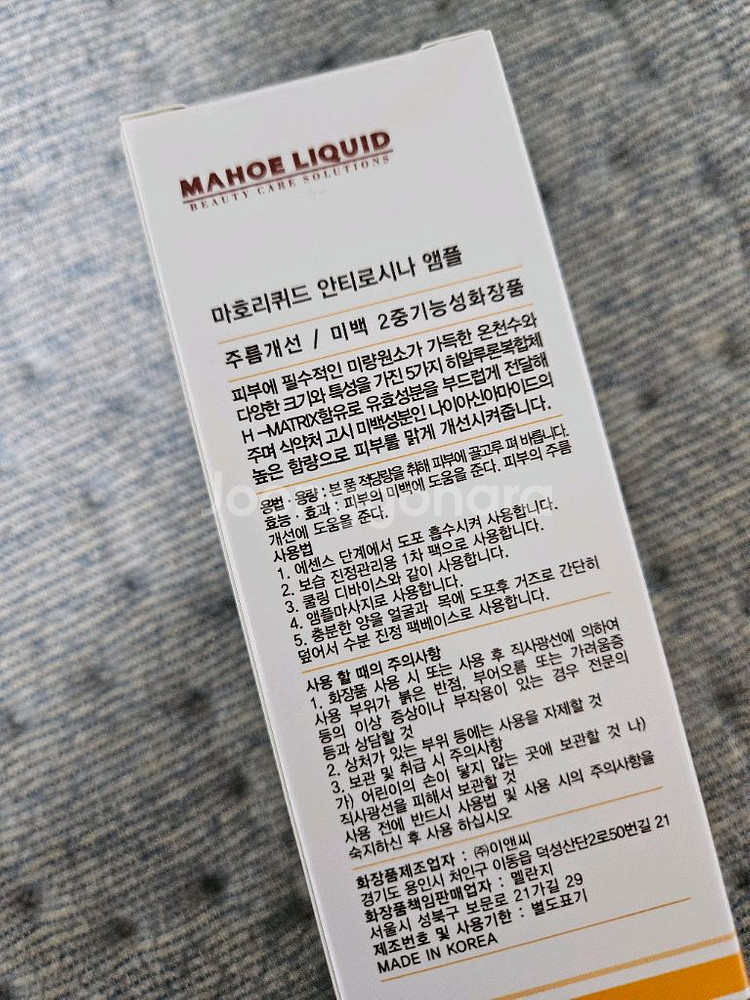 MAHOE LIQUID
BEAUTY CARE SOLUTIONS
마호리퀴드 안티로시나 앰플
주름개선 / 미백 2중기능성화장품
피부에 필수적인 미량원소가 가득한 온천수와
다양한 크기와 특성을 가진 5가지 히알루론복합체
H-MATRIX함유로 유효성분을 부드럽게 전달해
주며 식약처 고시 미백성분인 나이아신아마이드의
높은 함량으로 피부를 맑게 개선시켜줍니다.
용법 · 용량 : 본 품 적당량을 취해 피부에 골고루 펴 바릅니다.
효능 · 효과 : 피부의 미백에 도움을 준다. 피부의 주름
개선에 도움을 준다.
사용법
1. 에센스 단계에서 도포 흡수시켜 사용합니다.
2. 보습 진정관리용 1차 팩으로 사용합니다.
3. 쿨링 디바이스와 같이 사용합니다.
4. 앰플마사지로 사용합니다.
5. 충분한 양을 얼굴과 목에 도포후 거즈로 간단히
덮어서 수분 진정 팩베이스로 사용합니다.
사용 할 때의 주의사항
1. 화장품 사용 시 또는 사용 후 직사광선에 의하여
사용 부위가 붉은 반점, 부어오름 또는 가려움증
등의 이상 증상이나 부작용이 있는 경우 전문의
등과 상담할 것
2. 상처가 있는 부위 등에는 사용을 자제할 것
3. 보관 및 취급 시 주의사항
가) 어린이의 손이 닿지 않는 곳에 보관할 것 나)
직사광선을 피해서 보관할 것
사용 전에 반드시 사용법 및 사용 시의 주의사항을
숙지하신 후 사용 하십시오
화장품제조업자 : ㈜이앤씨
경기도 용인시 처인구 이동읍 덕성산단2로50번길 21
화장품책임판매업자 : 멜란지
서울시 성북구 보문로 21가길 29
제조번호 및 사용기한 : 별도표기
MADE IN KOREA
Joonggonara